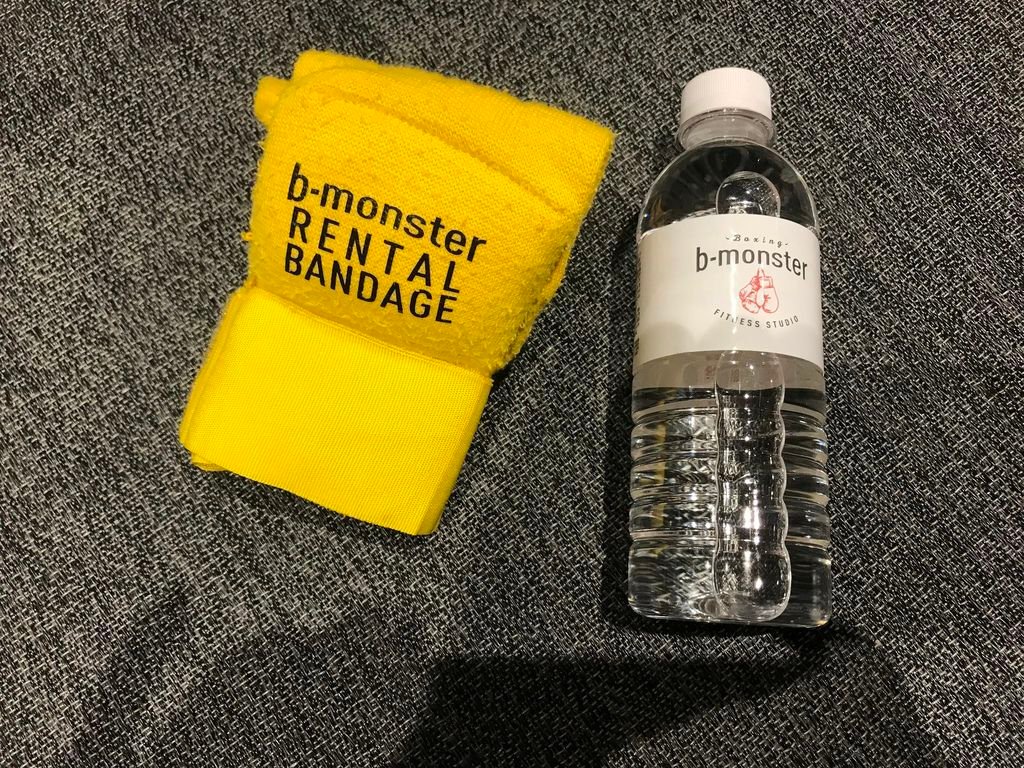 b-monster
RENTAL
BANDAGE
-Boxing-
b-monster
FITNESS STUDIO